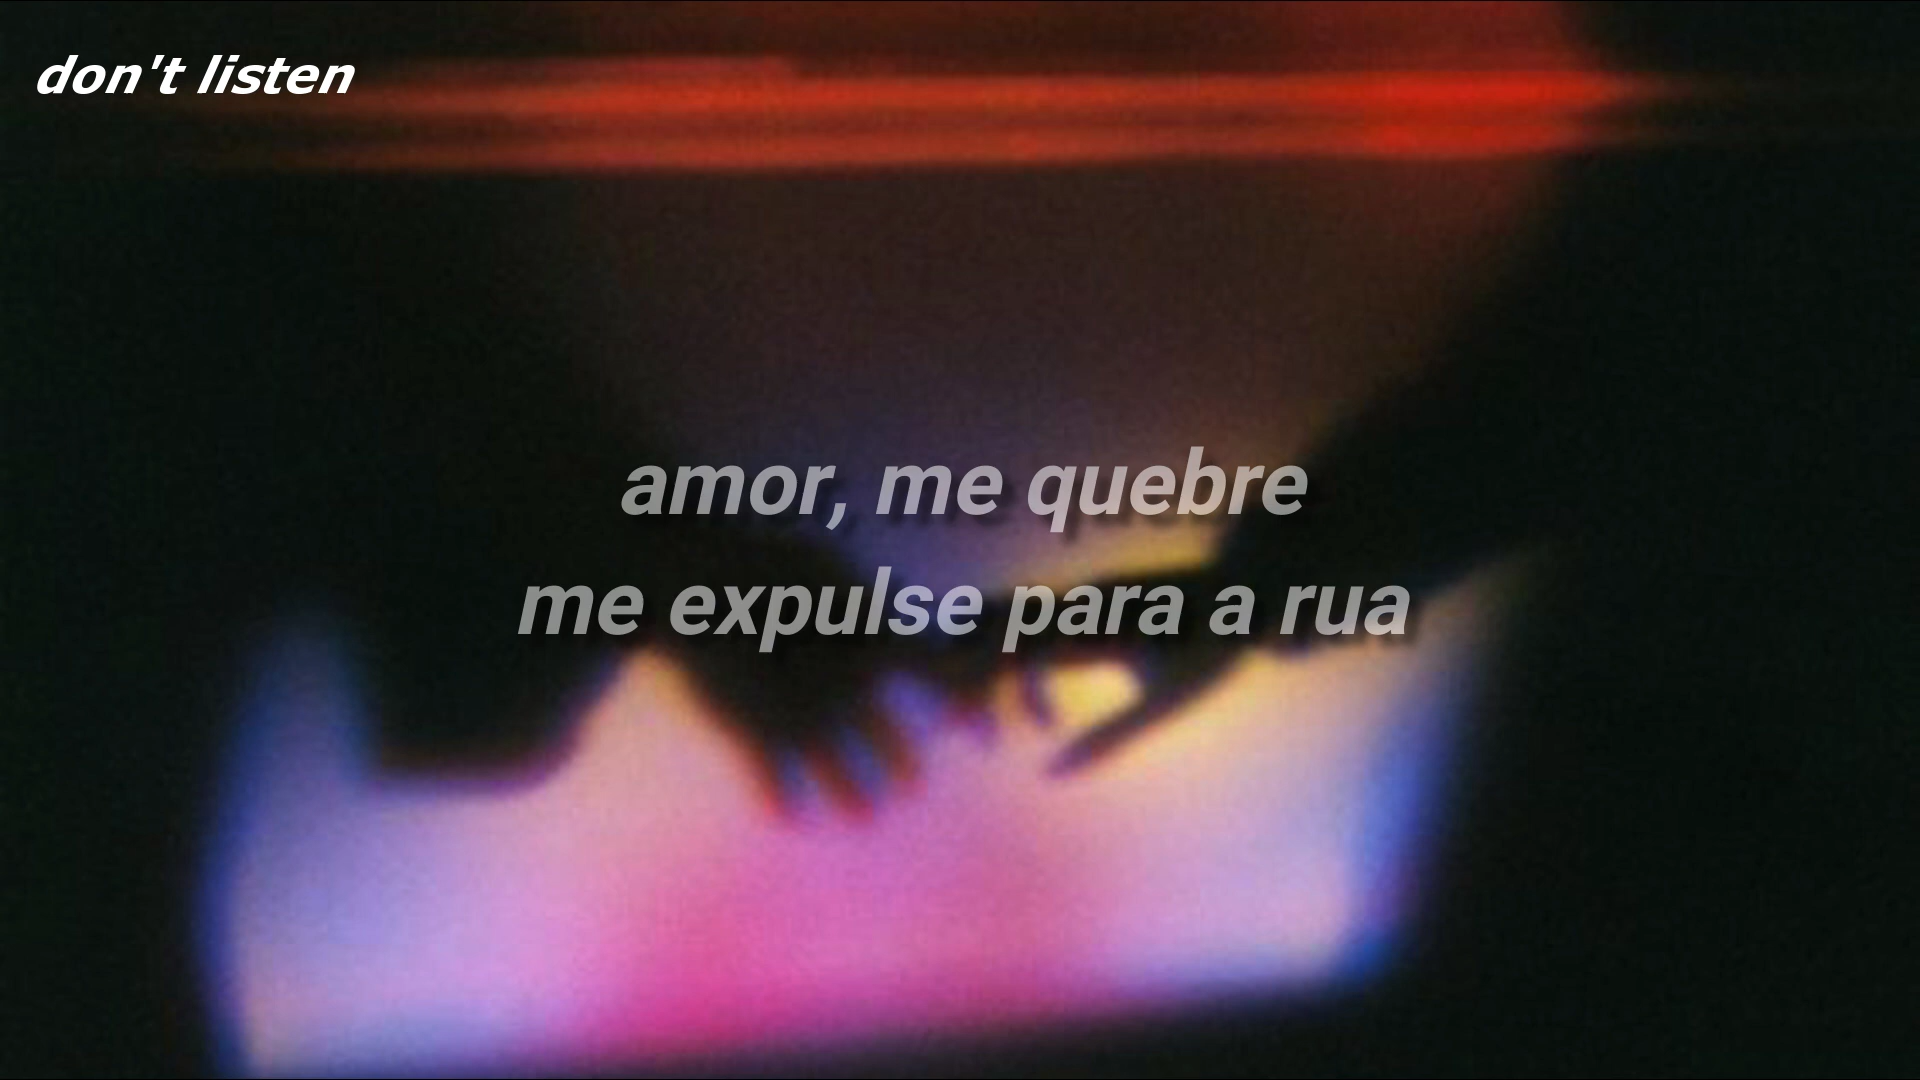 don't listen
amor, me quebre
me expulse para a rua